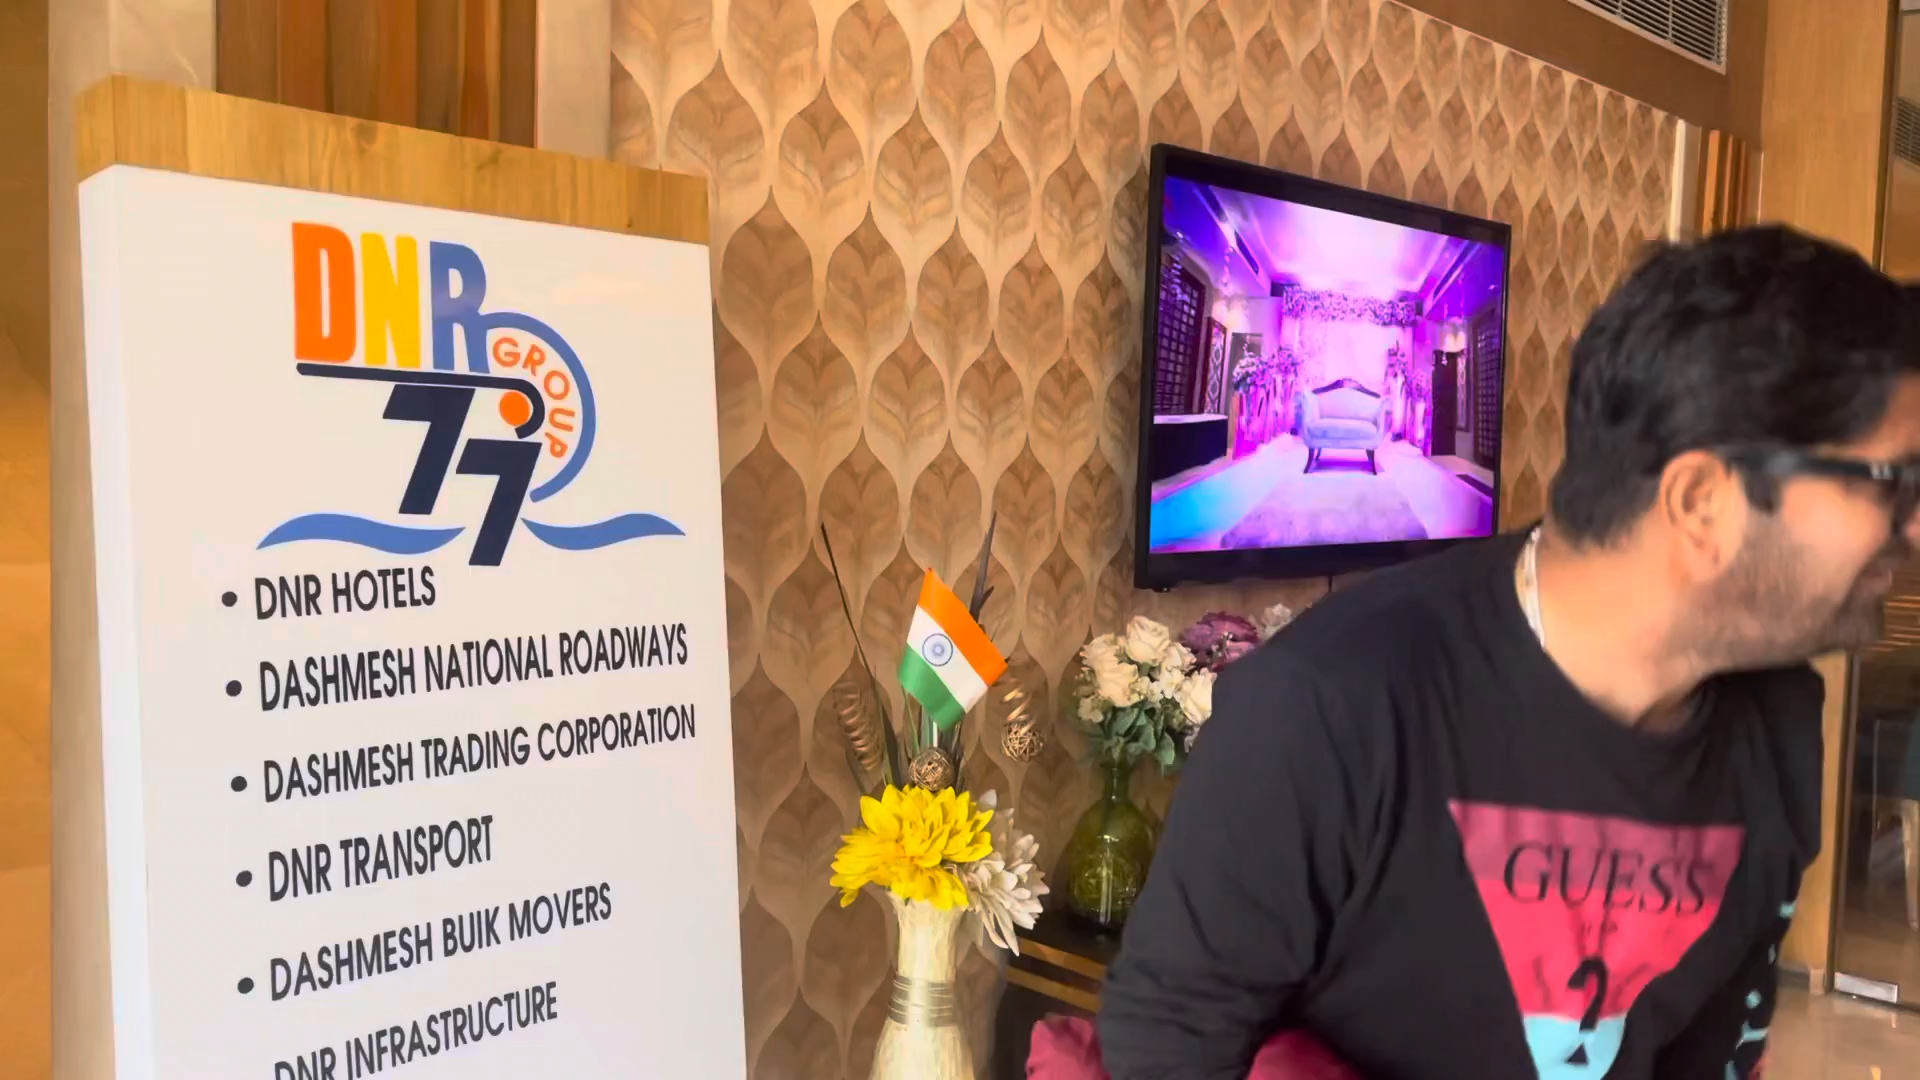 DNR
GROUP
77
• DNR HOTELS
• DASHMESH NATIONAL ROADWAYS
• DASHMESH TRADING CORPORATION
• DNR TRANSPORT
• DASHMESH BUIK MOVERS
DNR INFRASTRUCTURE
GUESS
?